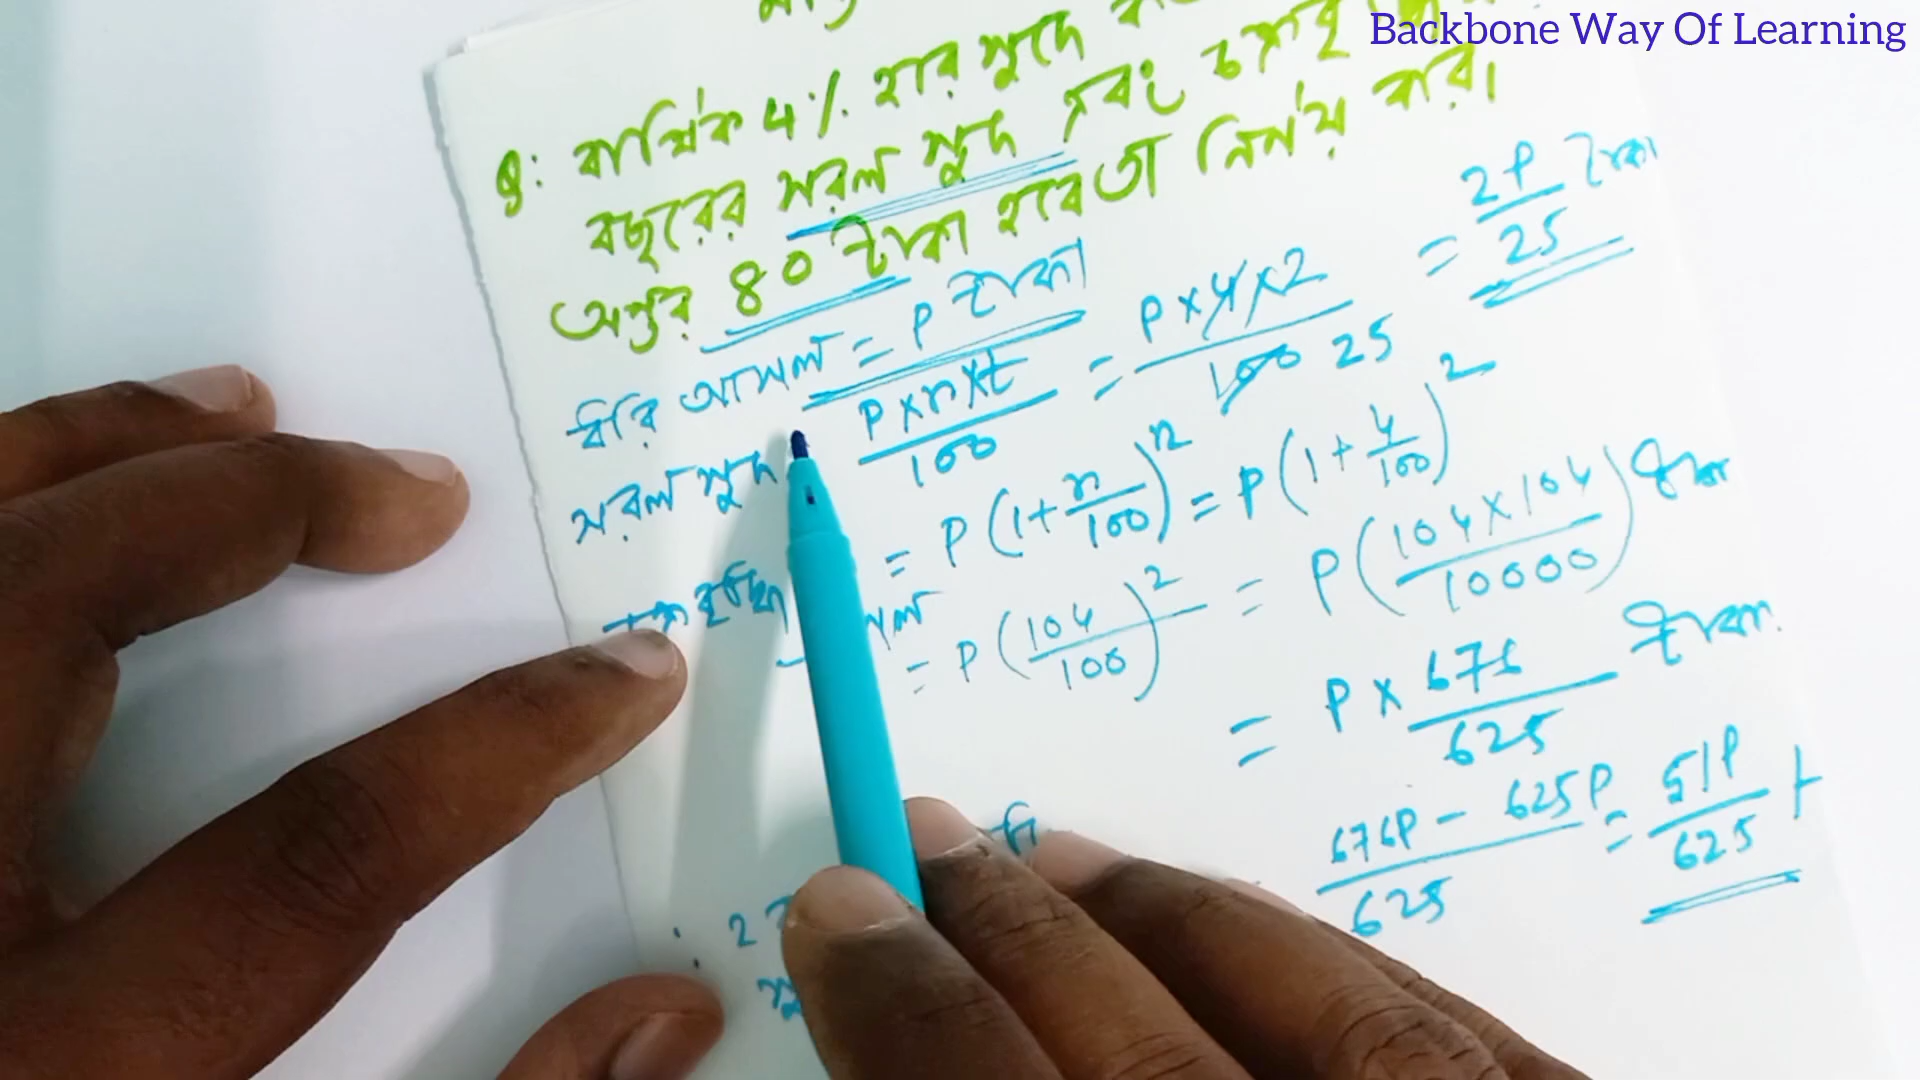 Backbone Way Of Learning
Q: বার্ষিক 4% হার সুদে
বছরের সরল সুদ এবং
অন্তর 80 টাকা হবে তা নির্ণয় করি।
ধরি আসল = P টাকা
সরল সুদ P×r×t/100 = P×4×2/100 25 = 2P/25 টাকা
= P(1+r/100)^n = P(1+4/100)^2
= P(104/100)^2 = P(104×104/10000) টাকা
= P × 676/625 টাকা
676P - 625P/625 = 51P/625
2